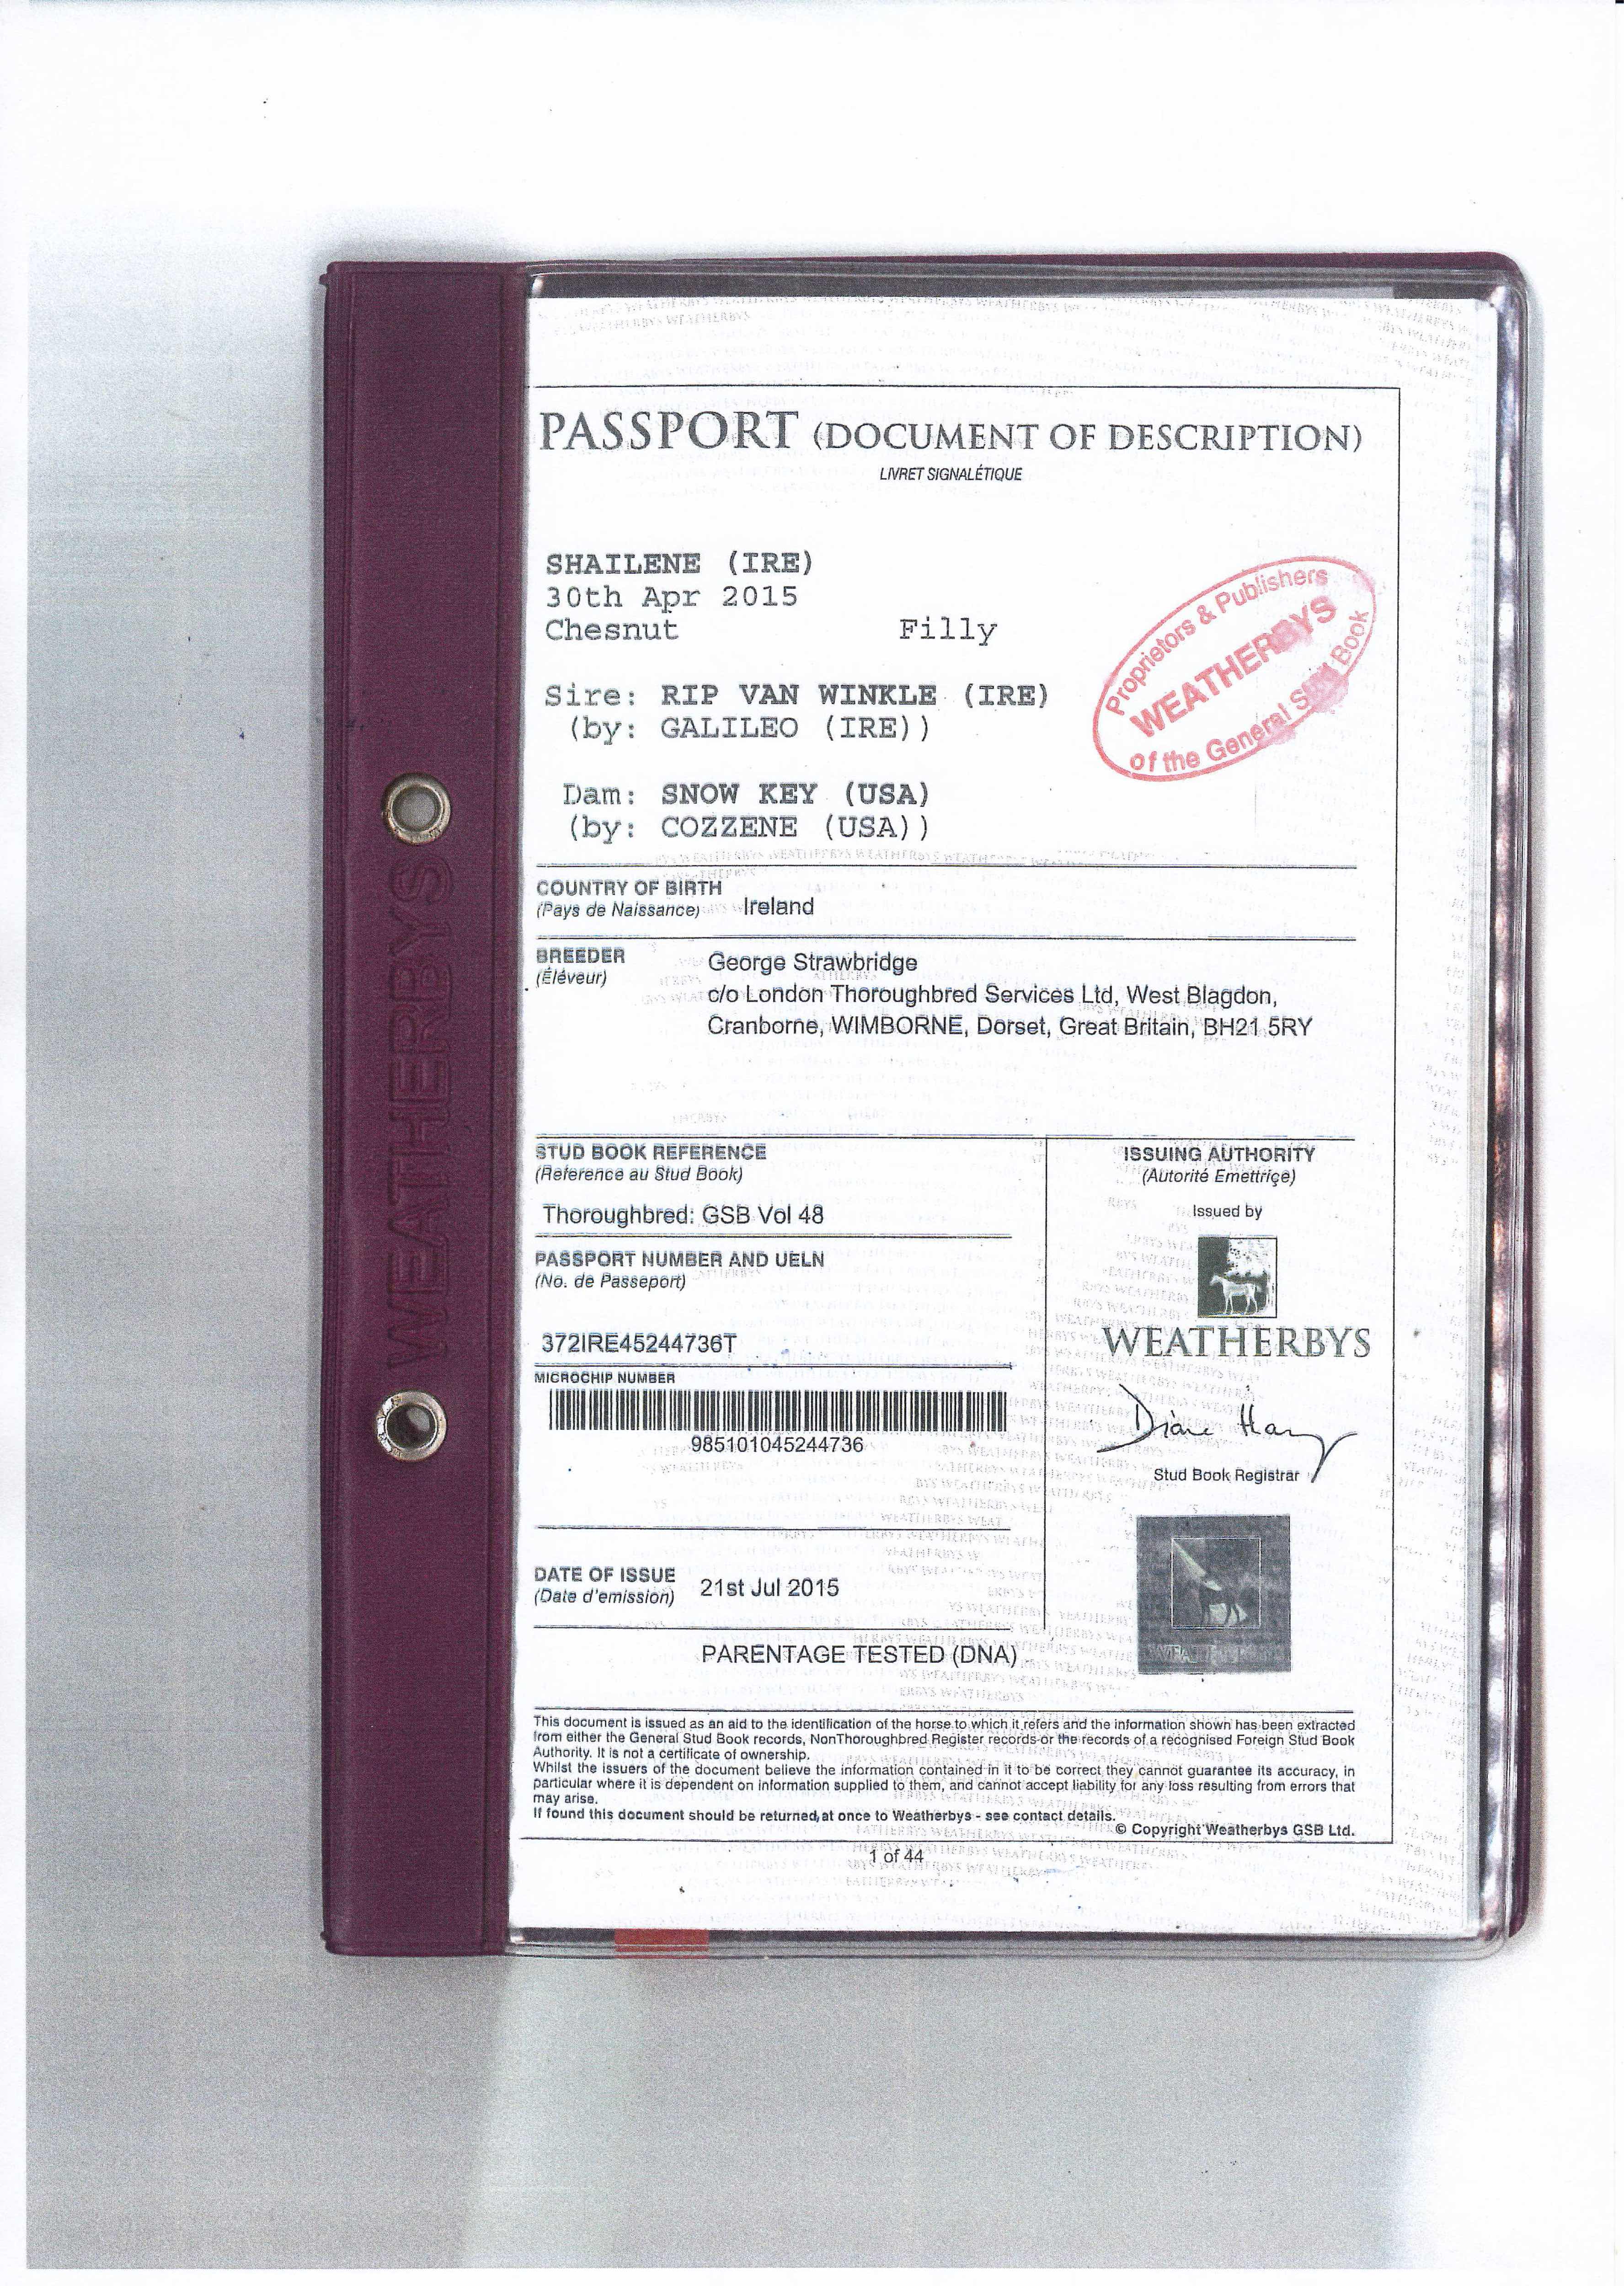 WEATHERBYS
PASSPORT (DOCUMENT OF DESCRIPTION)
LIVRET SIGNALÉTIQUE
SHAILENE (IRE)
30th Apr 2015
Chesnut Filly
Proprietors & Publishers
WEATHERBYS
of the General Stud Book
Sire: RIP VAN WINKLE (IRE)
(by: GALILEO (IRE))
Dam: SNOW KEY (USA)
(by: COZZENE (USA))
COUNTRY OF BIRTH
(Pays de Naissance) Ireland
BREEDER
(Éléveur)
George Strawbridge
c/o London Thoroughbred Services Ltd, West Blagdon,
Cranborne, WIMBORNE, Dorset, Great Britain, BH21 5RY
STUD BOOK REFERENCE
(Reference au Stud Book)
Thoroughbred: GSB Vol 48
PASSPORT NUMBER AND UELN
(No. de Passeport)
372IRE45244736T
MICROCHIP NUMBER
985101045244736
DATE OF ISSUE
(Date d'emission) 21st Jul 2015
ISSUING AUTHORITY
(Autorité Emettriçe)
Issued by
WEATHERBYS
Diane Han
Stud Book Registrar
WEATHERBYS
PARENTAGE TESTED (DNA)
This document is issued as an aid to the identification of the horse to which it refers and the information shown has been extracted
from either the General Stud Book records, NonThoroughbred Register records or the records of a recognised Foreign Stud Book
Authority. It is not a certificate of ownership.
Whilst the issuers of the document believe the information contained in it to be correct they cannot guarantee its accuracy, in
particular where it is dependent on information supplied to them, and cannot accept liability for any loss resulting from errors that
may arise.
If found this document should be returned at once to Weatherbys - see contact details.
© Copyright Weatherbys GSB Ltd.
1 of 44